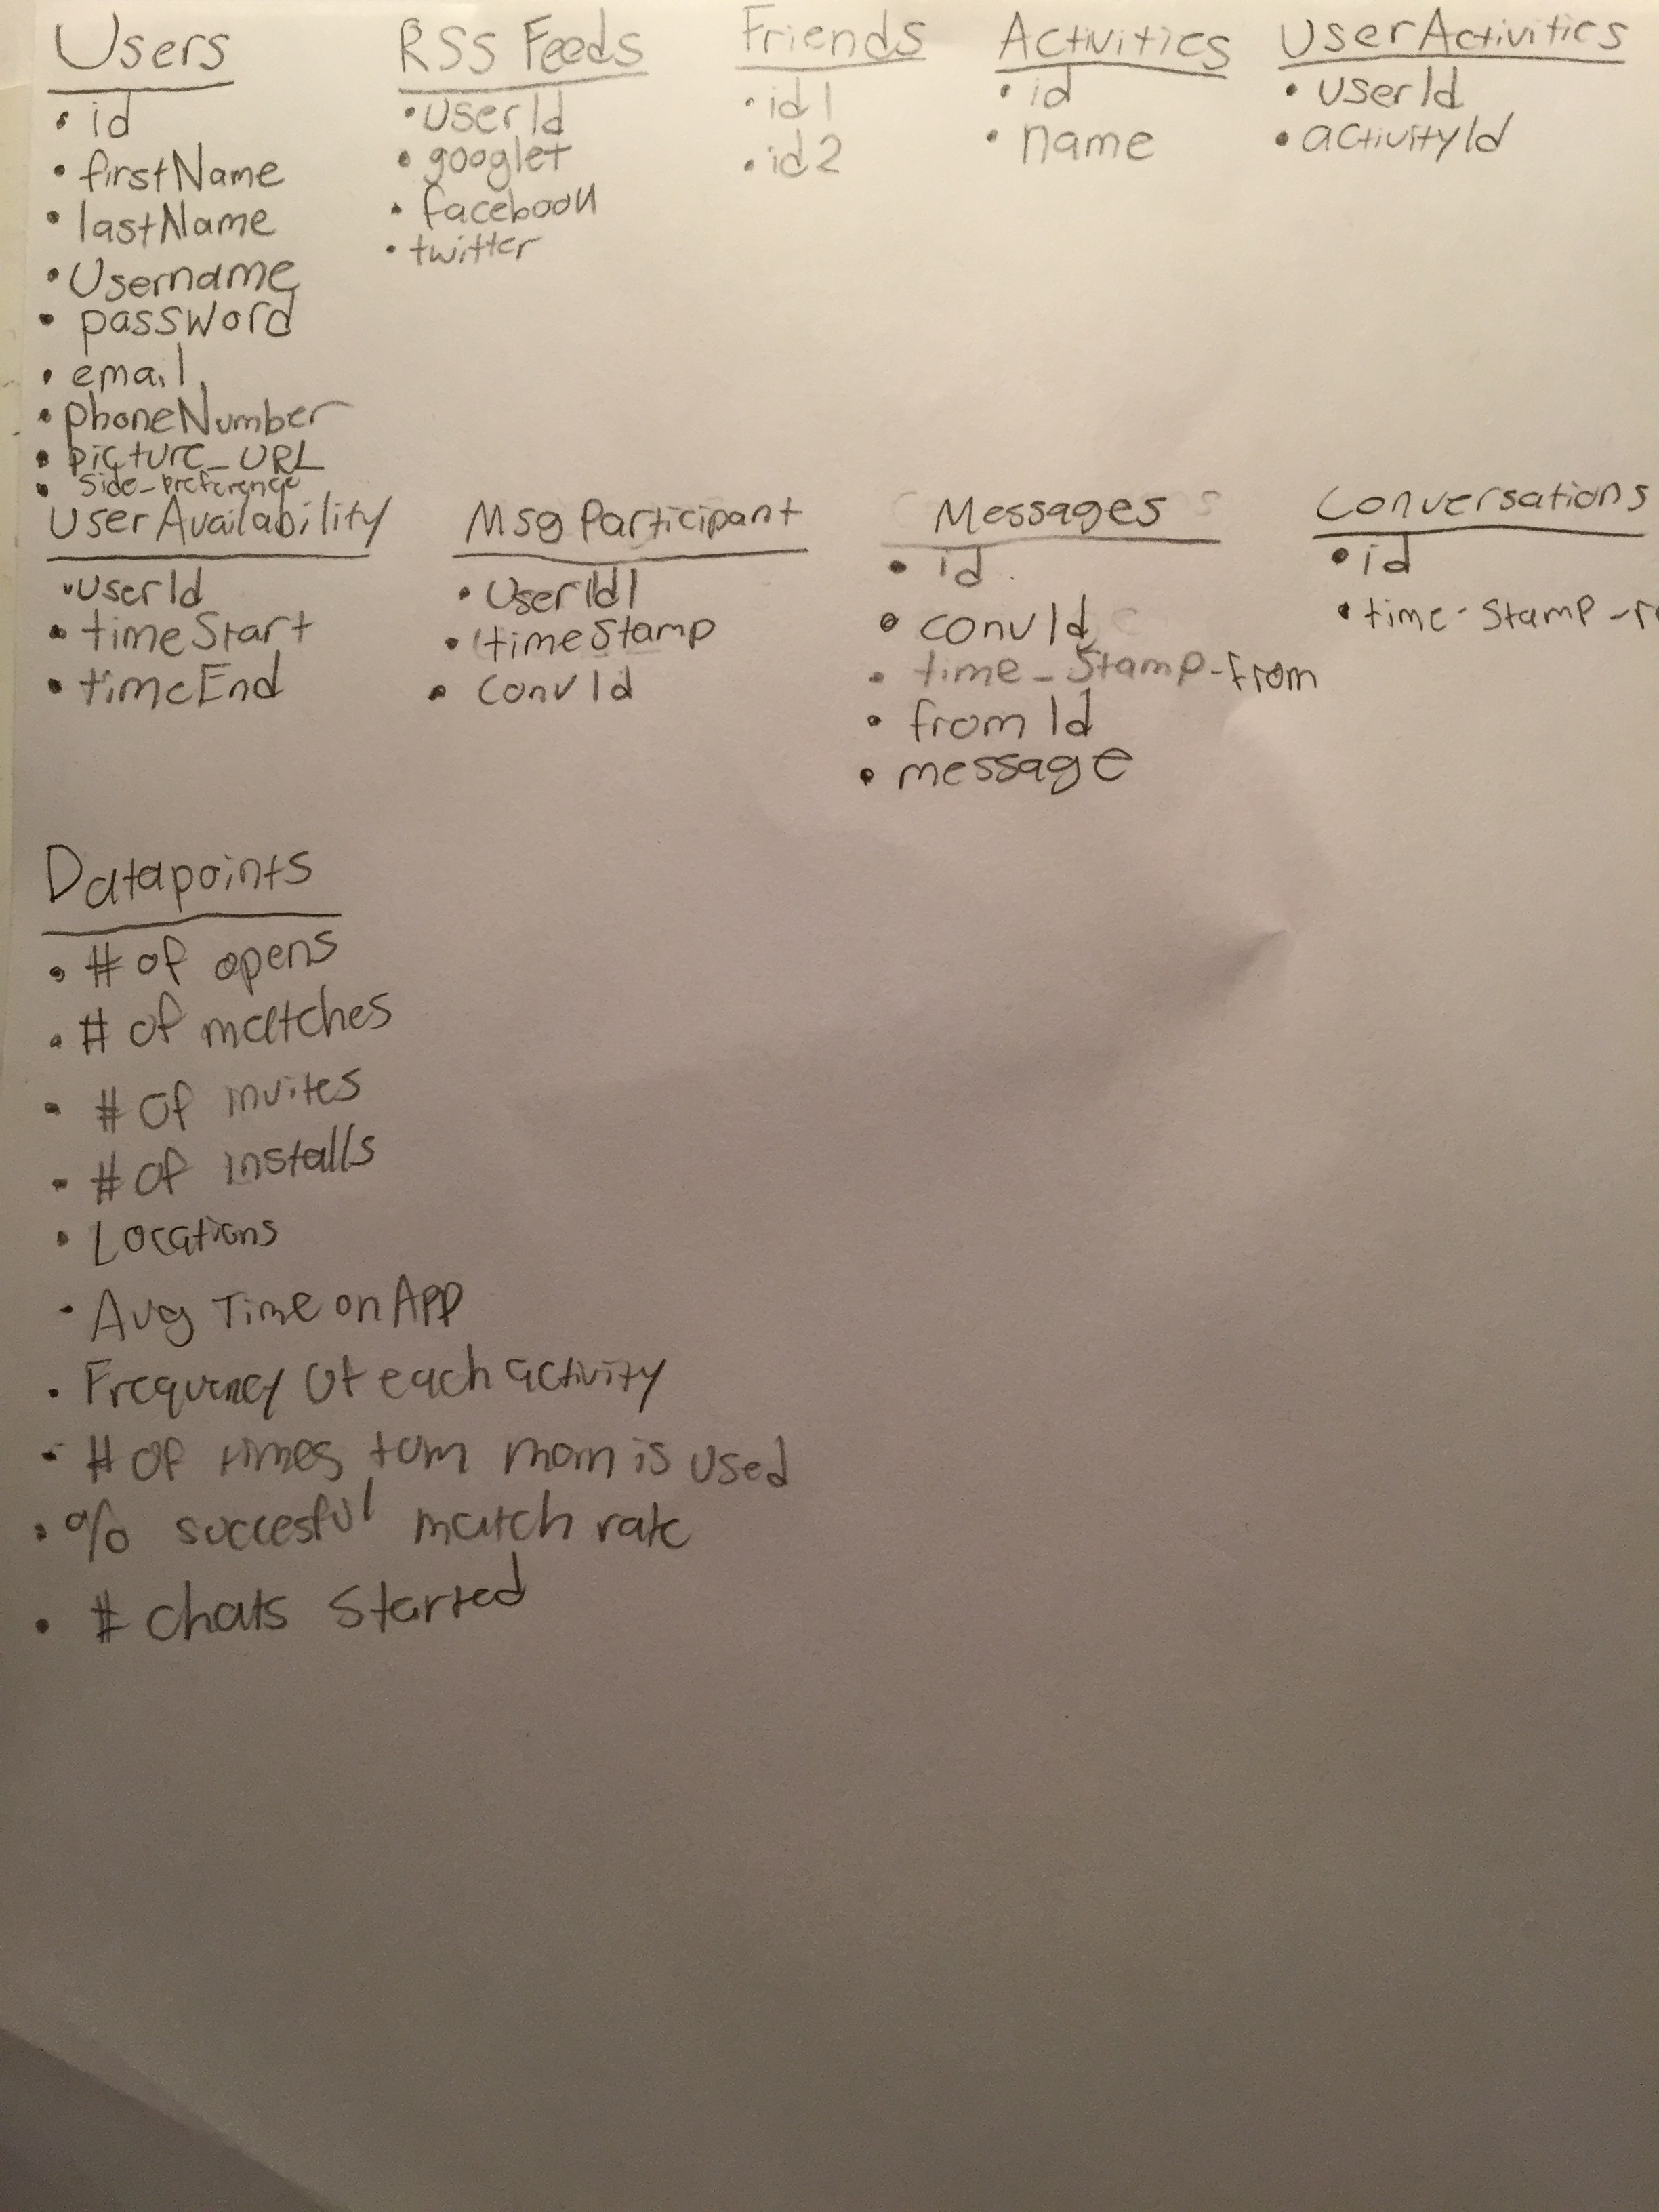 Users
• id
• firstName
• lastName
• Username
• password
• email
• phoneNumber
• picture_URL
• side_preference
RSS Feeds
• userId
• google+
• facebook
• twitter
Friends
• id1
• id2
Activities
• id
• name
UserActivities
• userId
• activityId
UserAvailability
• userId
• timeStart
• timeEnd
Msg Participant
• UserId1
• timeStamp
• convId
Messages
• id
• convId
• time_Stamp-from
• from Id
• message
Conversations
• id
• time-Stamp-r
Datapoints
• # of opens
• # of matches
• # of invites
• # of installs
• Locations
• Avg Time on App
• Frequency of each activity
• # of times tom mom is used
• % succesful match rate
• # chats started